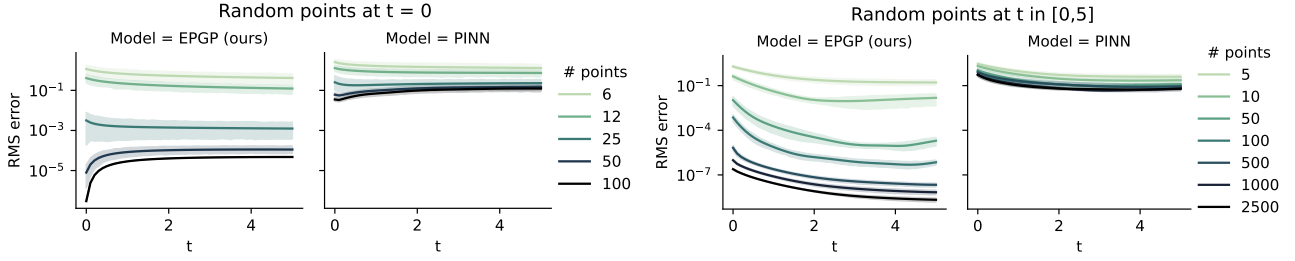 Random points at t = 0
Model = EPGP (ours)
Model = PINN
RMS error
10⁻¹
10⁻³
10⁻⁵
0
2
4
t
0
2
4
t
# points
6
12
25
50
100
Random points at t in [0,5]
Model = EPGP (ours)
Model = PINN
RMS error
10⁻¹
10⁻⁴
10⁻⁷
0
2
4
t
0
2
4
t
# points
5
10
50
100
500
1000
2500